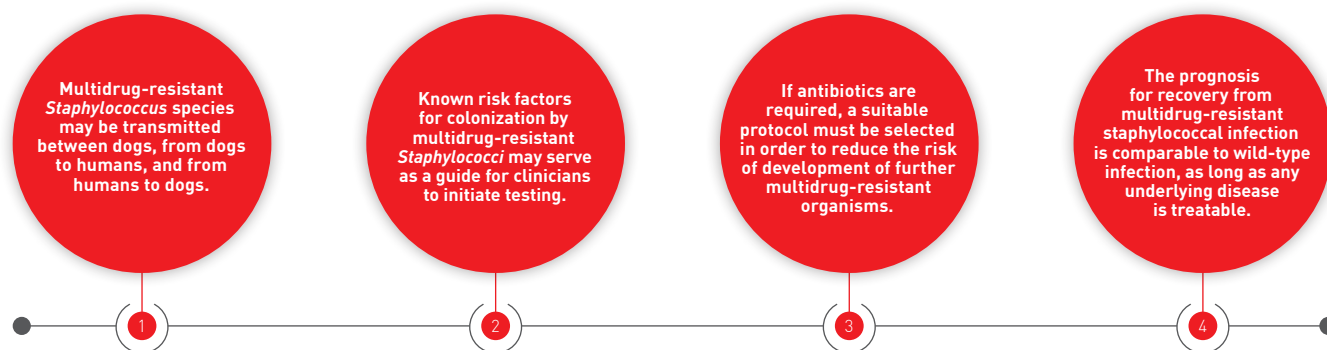 Multidrug-resistant
Staphylococcus species
may be transmitted
between dogs, from dogs
to humans, and from
humans to dogs.
Known risk factors
for colonization by
multidrug-resistant
Staphylococci may serve
as a guide for clinicians
to initiate testing.
If antibiotics are
required, a suitable
protocol must be selected
in order to reduce the risk
of development of further
multidrug-resistant
organisms.
The prognosis
for recovery from
multidrug-resistant
staphylococcal infection
is comparable to wild-type
infection, as long as any
underlying disease
is treatable.
1
2
3
4